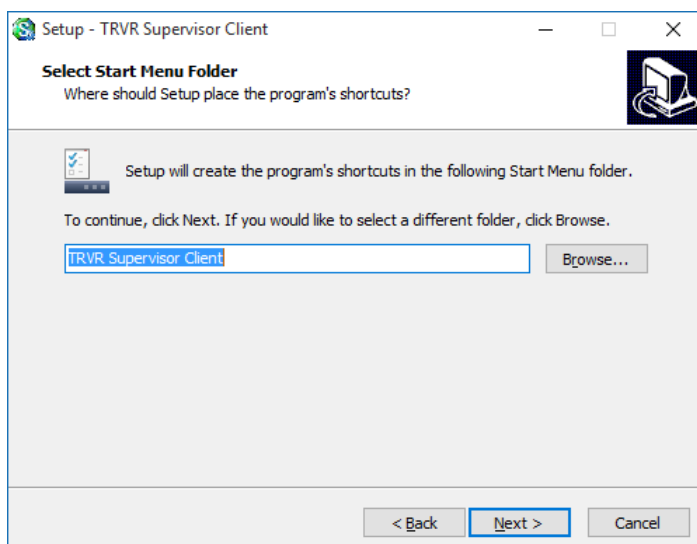 Setup - TRVR Supervisor Client
Select Start Menu Folder
Where should Setup place the program's shortcuts?
Setup will create the program's shortcuts in the following Start Menu folder.
To continue, click Next. If you would like to select a different folder, click Browse.
TRVR Supervisor Client
Browse...
< Back
Next >
Cancel